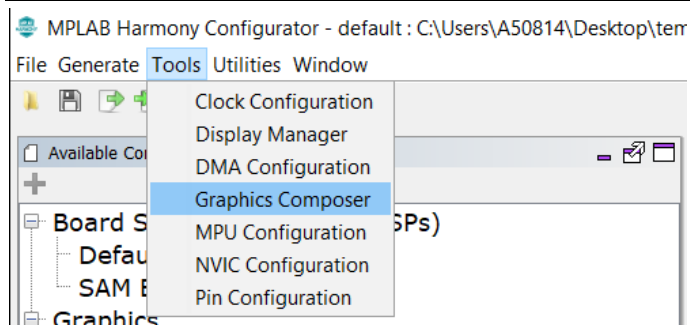 MPLAB Harmony Configurator - default : C:\Users\A50814\Desktop\tem
File Generate Tools Utilities Window
Clock Configuration
Display Manager
Available Co
DMA Configuration
Graphics Composer
Board S SPs)
MPU Configuration
Defau
NVIC Configuration
SAM E
Pin Configuration
Graphics